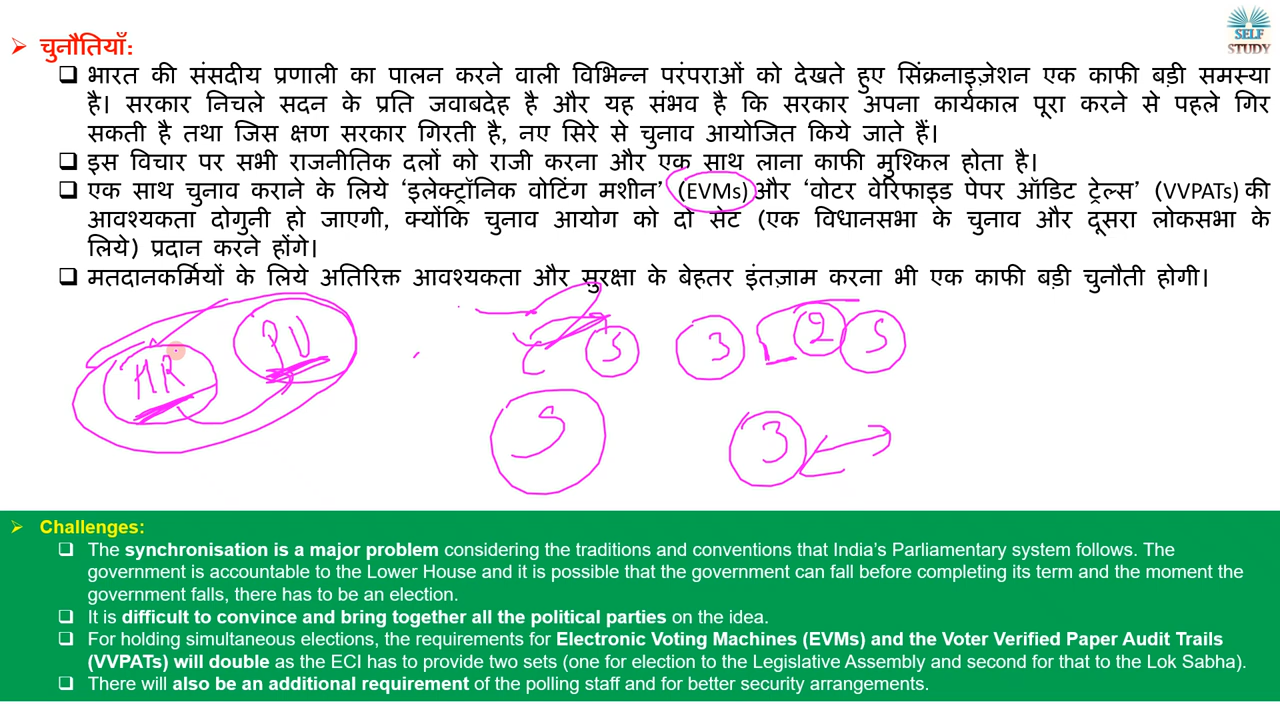 SELF
STUDY
➢ चुनौतियाँ:
❑ भारत की संसदीय प्रणाली का पालन करने वाली विभिन्न परंपराओं को देखते हुए सिंक्रनाइज़ेशन एक काफी बड़ी समस्या
है। सरकार निचले सदन के प्रति जवाबदेह है और यह संभव है कि सरकार अपना कार्यकाल पूरा करने से पहले गिर
सकती है तथा जिस क्षण सरकार गिरती है, नए सिरे से चुनाव आयोजित किये जाते हैं।
❑ इस विचार पर सभी राजनीतिक दलों को राजी करना और एक साथ लाना काफी मुश्किल होता है।
❑ एक साथ चुनाव कराने के लिये ‘इलेक्ट्रॉनिक वोटिंग मशीन’ (EVMs) और ‘वोटर वेरिफाइड पेपर ऑडिट ट्रेल्स’ (VVPATs) की
आवश्यकता दोगुनी हो जाएगी, क्योंकि चुनाव आयोग को दो सेट (एक विधानसभा के चुनाव और दूसरा लोकसभा के
लिये) प्रदान करने होंगे।
❑ मतदानकर्मियों के लिये अतिरिक्त आवश्यकता और सुरक्षा के बेहतर इंतज़ाम करना भी एक काफी बड़ी चुनौती होगी।
MR PU 5 3 2 5
5 3
➢ Challenges:
❑ The synchronisation is a major problem considering the traditions and conventions that India’s Parliamentary system follows. The
government is accountable to the Lower House and it is possible that the government can fall before completing its term and the moment the
government falls, there has to be an election.
❑ It is difficult to convince and bring together all the political parties on the idea.
❑ For holding simultaneous elections, the requirements for Electronic Voting Machines (EVMs) and the Voter Verified Paper Audit Trails
(VVPATs) will double as the ECI has to provide two sets (one for election to the Legislative Assembly and second for that to the Lok Sabha).
❑ There will also be an additional requirement of the polling staff and for better security arrangements.